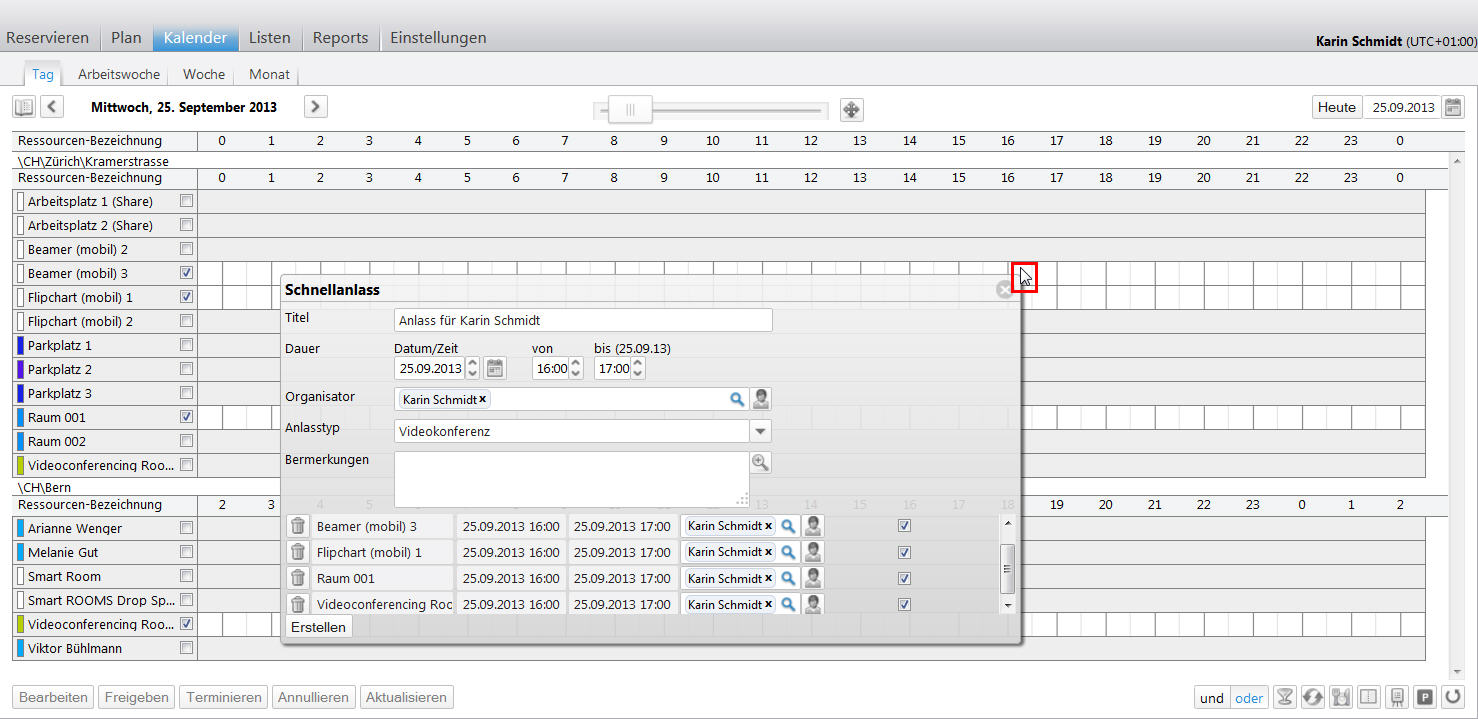 Reservieren Plan Kalender Listen Reports Einstellungen
Karin Schmidt (UTC+01:00)
Tag Arbeitswoche Woche Monat
Mittwoch, 25. September 2013 Heute 25.09.2013
Ressourcen-Bezeichnung 0 1 2 3 4 5 6 7 8 9 10 11 12 13 14 15 16 17 18 19 20 21 22 23 0
\CH\Zürich\Kramerstrasse
Ressourcen-Bezeichnung 0 1 2 3 4 5 6 7 8 9 10 11 12 13 14 15 16 17 18 19 20 21 22 23 0
Arbeitsplatz 1 (Share)
Arbeitsplatz 2 (Share)
Beamer (mobil) 2
Beamer (mobil) 3
Flipchart (mobil) 1
Flipchart (mobil) 2
Parkplatz 1
Parkplatz 2
Parkplatz 3
Raum 001
Raum 002
Videoconferencing Roo...
\CH\Bern
Ressourcen-Bezeichnung 2 3 4 5 13 14 15 16 17 18 19 20 21 22 23 0 1 2
Arianne Wenger
Melanie Gut
Smart Room
Smart ROOMS Drop Sp...
Videoconferencing Roo...
Viktor Bühlmann
Schnellanlass
Titel Anlass für Karin Schmidt
Dauer Datum/Zeit von bis (25.09.13)
25.09.2013 16:00 17:00
Organisator Karin Schmidt x
Anlasstyp Videokonferenz
Bermerkungen
Beamer (mobil) 3 25.09.2013 16:00 25.09.2013 17:00 Karin Schmidt x
Flipchart (mobil) 1 25.09.2013 16:00 25.09.2013 17:00 Karin Schmidt x
Raum 001 25.09.2013 16:00 25.09.2013 17:00 Karin Schmidt x
Videoconferencing Roo 25.09.2013 16:00 25.09.2013 17:00 Karin Schmidt x
Erstellen
Bearbeiten Freigeben Terminieren Annullieren Aktualisieren und oder P